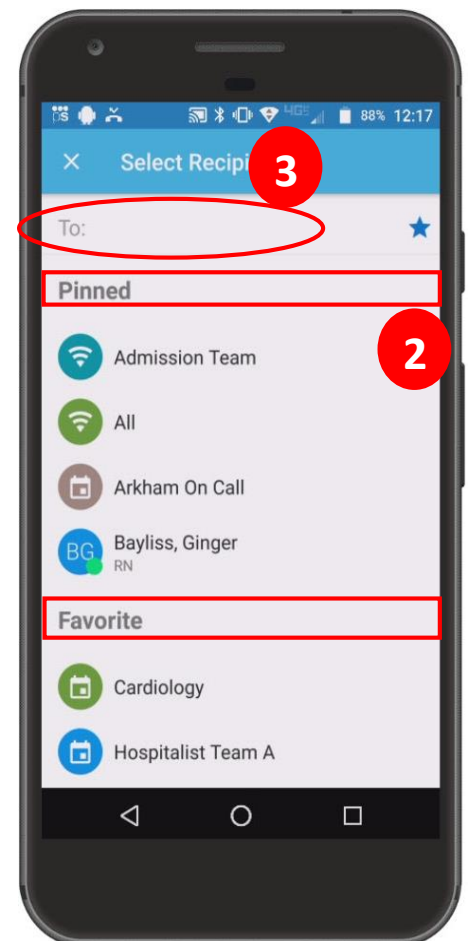 4G 88% 12:17
Select Recipi
3
To:
Pinned
2
Admission Team
All
Arkham On Call
BG Bayliss, Ginger
RN
Favorite
Cardiology
Hospitalist Team A